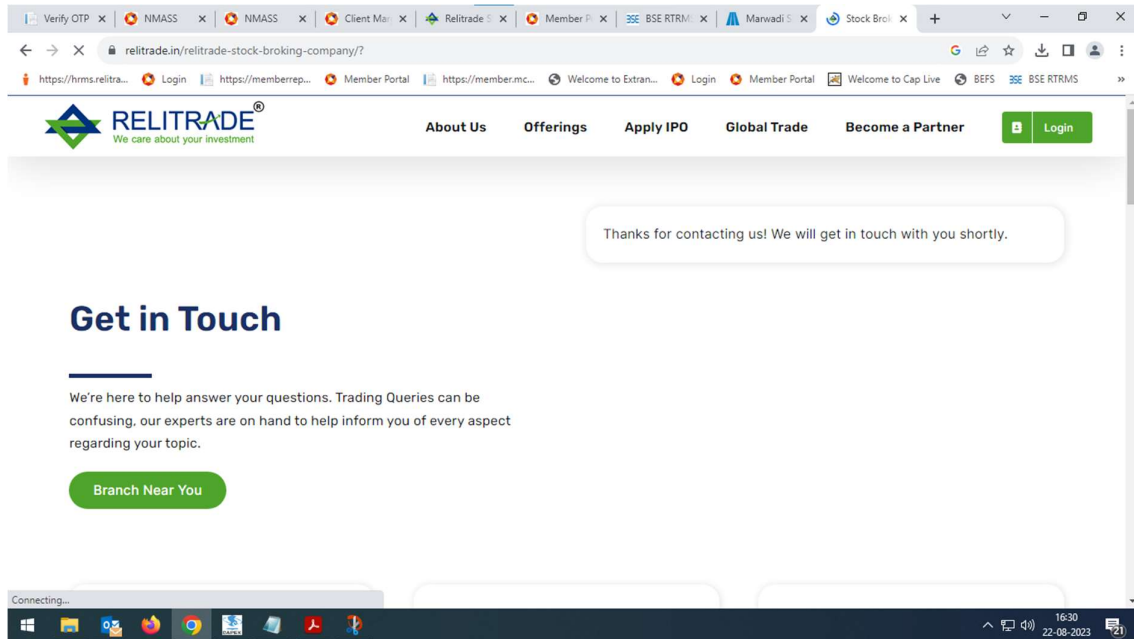 Verify OTP
NMASS
NMASS
Client Mar
Relitrade S
Member P
BSE RTRM
Marwadi S
Stock Brok
relitrade.in/relitrade-stock-broking-company/?
https://hrms.relitra...
Login
https://memberrep...
Member Portal
https://member.mc...
Welcome to Extran...
Login
Member Portal
Welcome to Cap Live
BEFS
BSE RTRMS
»
RELITRADE®
We care about your investment
About Us
Offerings
Apply IPO
Global Trade
Become a Partner
Login
Thanks for contacting us! We will get in touch with you shortly.
Get in Touch
We're here to help answer your questions. Trading Queries can be
confusing, our experts are on hand to help inform you of every aspect
regarding your topic.
Branch Near You
Connecting...
16:30
22-08-2023
21